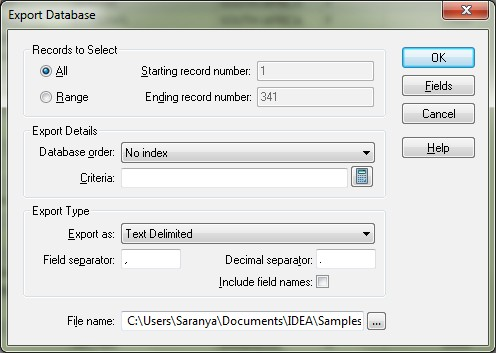 Export Database
Records to Select
All
Starting record number: 1
Range
Ending record number: 341
OK
Fields
Cancel
Help
Export Details
Database order: No index
Criteria:
Export Type
Export as: Text Delimited
Field separator: ,
Decimal separator: .
Include field names:
File name: C:\Users\Saranya\Documents\IDEA\Samples
...